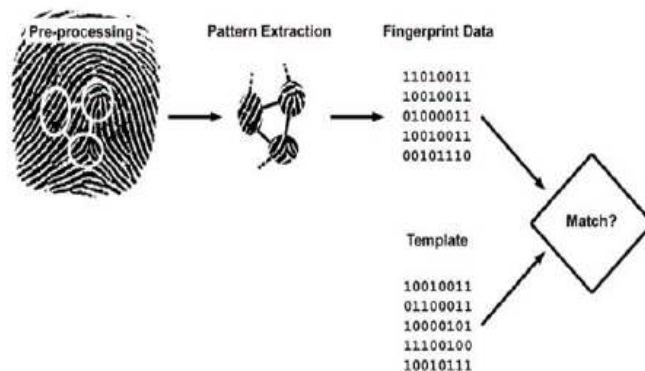 Pre-processing
Pattern Extraction
Fingerprint Data
11010011
10010011
01000011
10010011
00101110
Match?
Template
10010011
01100011
10000101
11100100
10010111